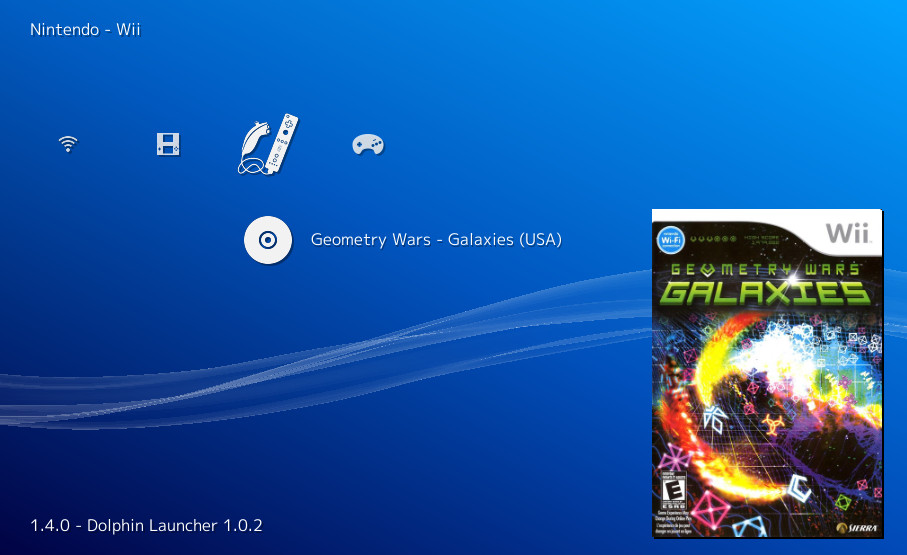 Nintendo - Wii
Geometry Wars - Galaxies (USA)
Wii
Nintendo
Wi-Fi
GEOMETRY WARS
GALAXIES
E
ESRB
SIERRA
1.4.0 - Dolphin Launcher 1.0.2